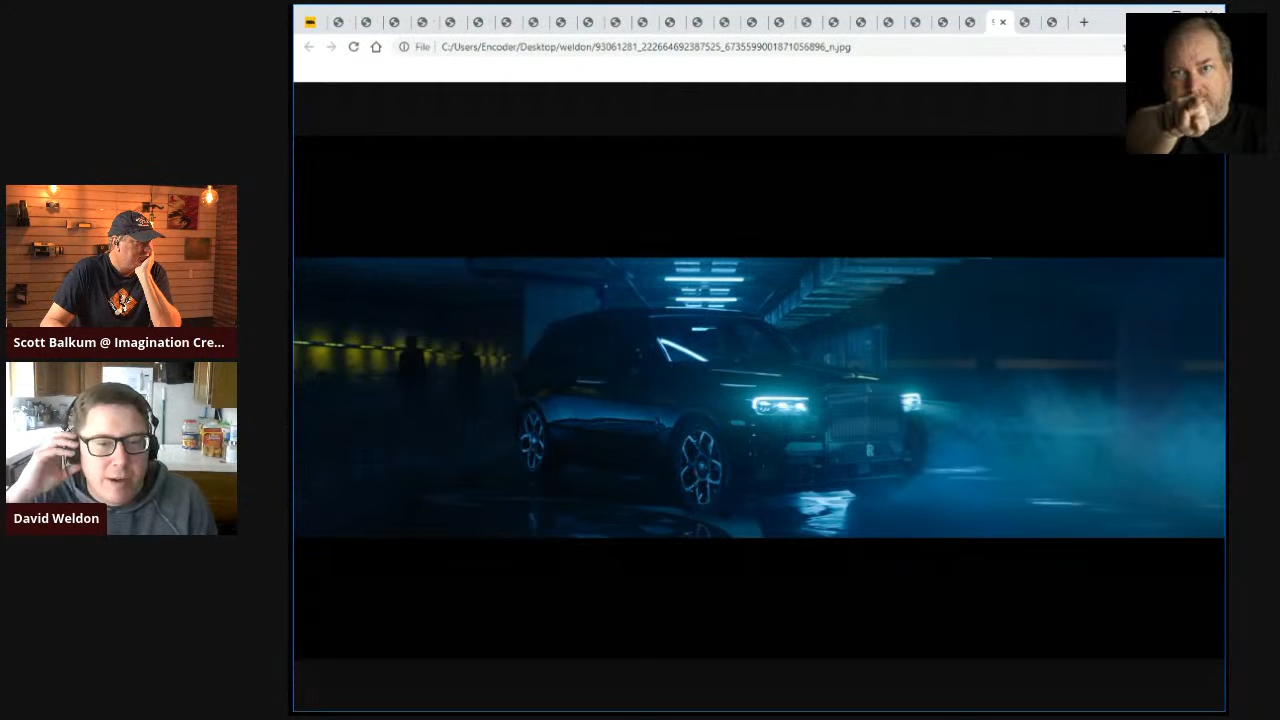 File
C:/Users/Encoder/Desktop/weldon/93061281_222664692387525_6735599001871056896_n.jpg
Scott Balkum @ Imagination Cre...
David Weldon